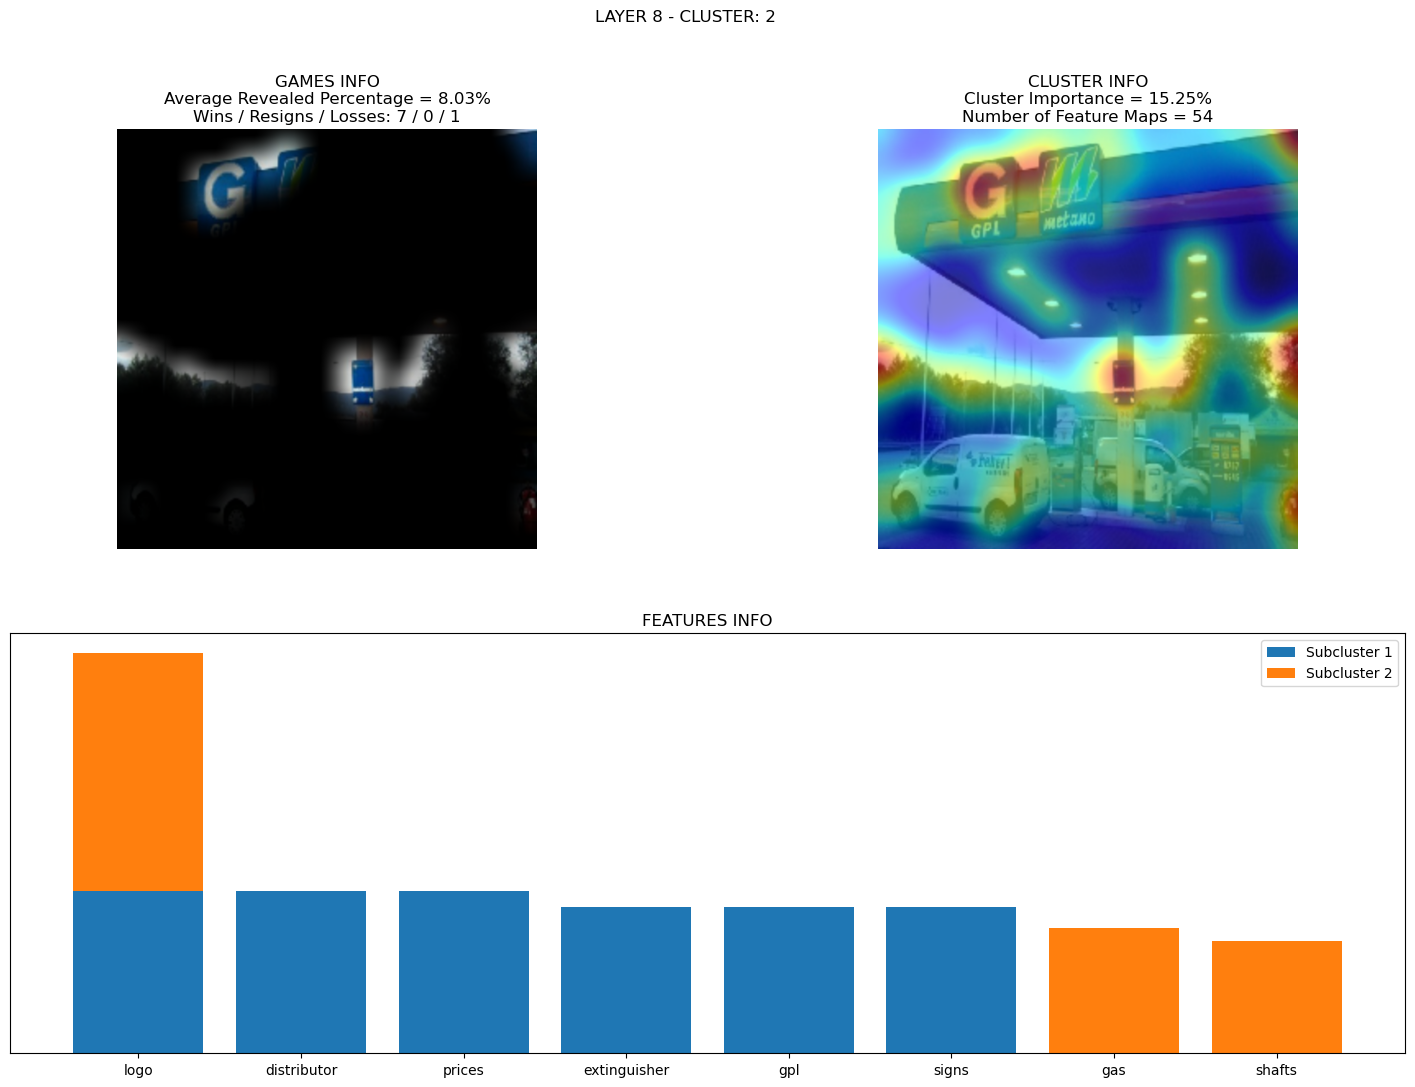 LAYER 8 - CLUSTER: 2
GAMES INFO
Average Revealed Percentage = 8.03%
Wins / Resigns / Losses: 7 / 0 / 1
G
GPL
CLUSTER INFO
Cluster Importance = 15.25%
Number of Feature Maps = 54
G
GPL
m
metano
FEATURES INFO
Subcluster 1
Subcluster 2
logo
distributor
prices
extinguisher
gpl
signs
gas
shafts